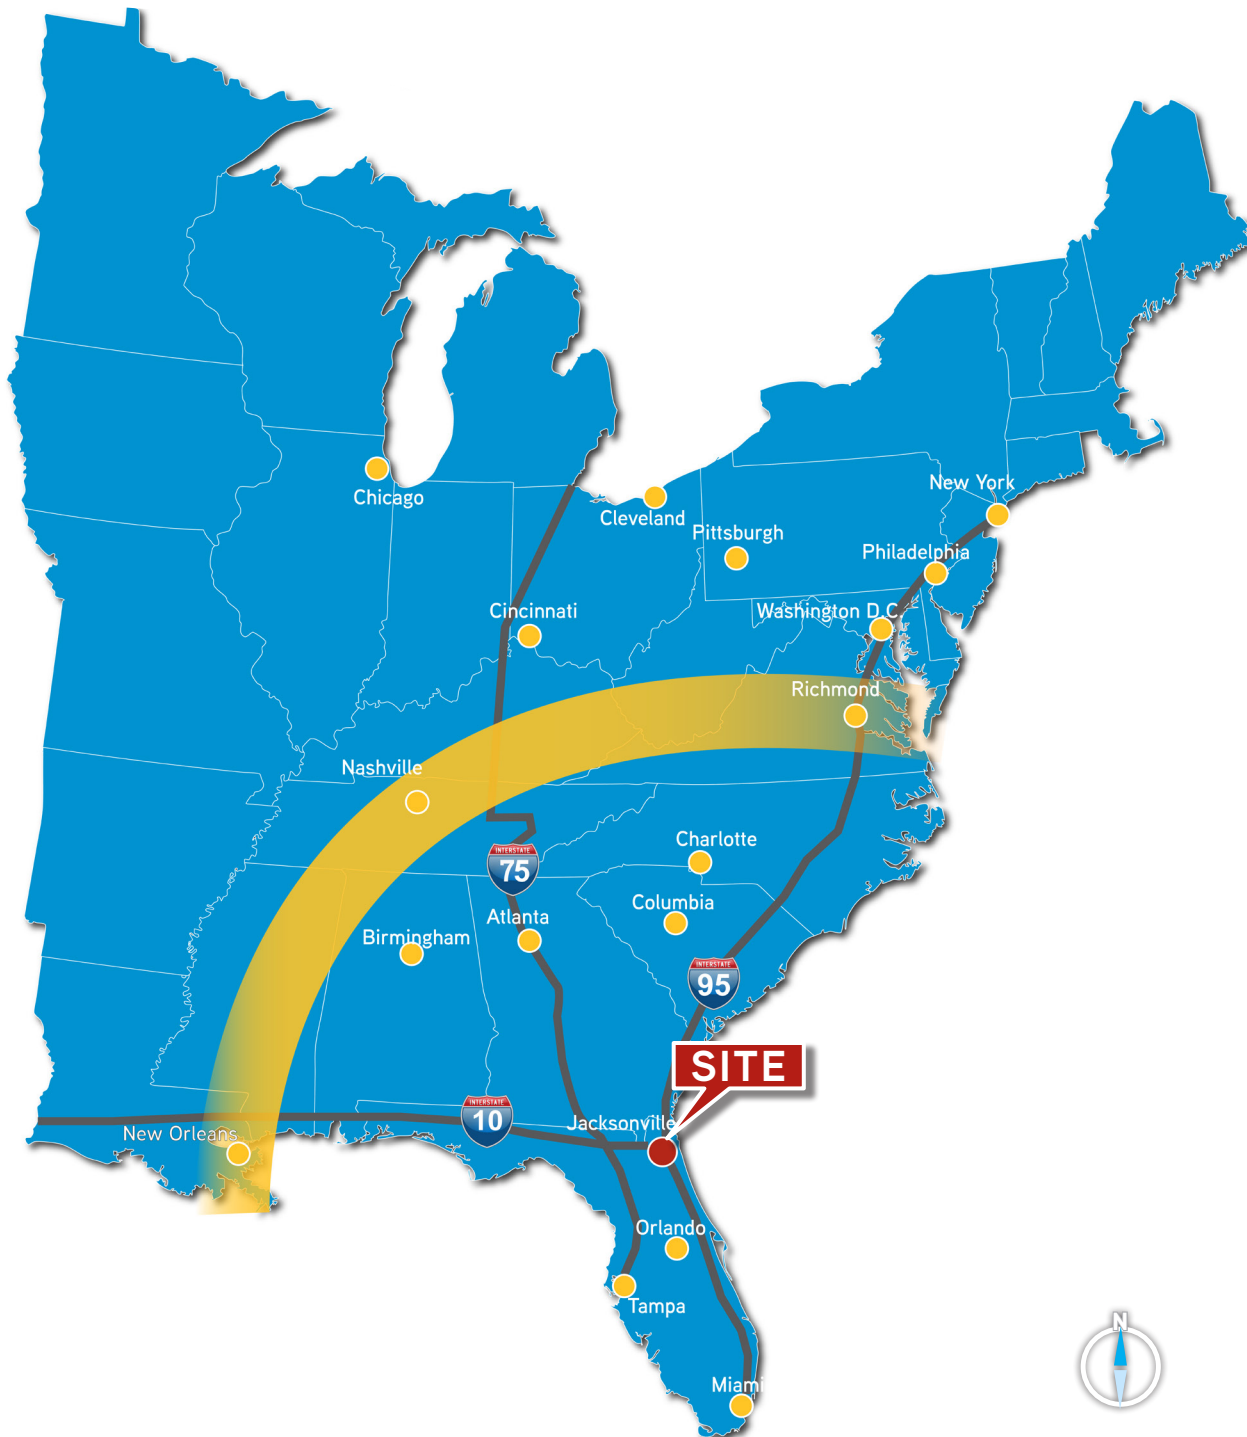 Chicago
New York
Cleveland
Pittsburgh
Philadelphia
Cincinnati
Washington D.C.
Richmond
Nashville
Charlotte
INTERSTATE
75
Columbia
Atlanta
Birmingham
INTERSTATE
95
SITE
INTERSTATE
10
Jacksonville
New Orleans
Orlando
Tampa
N
Miami